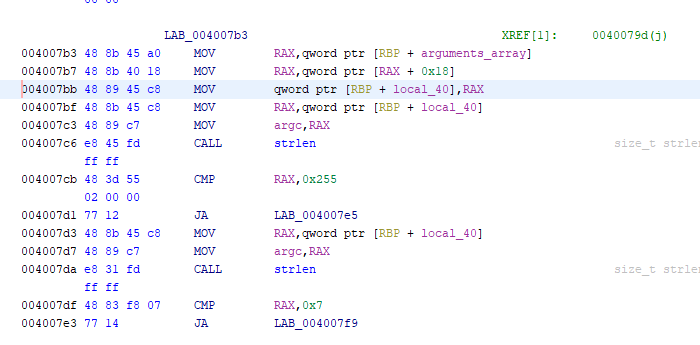 LAB_004007b3 XREF[1]: 0040079d(j)
004007b3 48 8b 45 a0 MOV RAX,qword ptr [RBP + arguments_array]
004007b7 48 8b 40 18 MOV RAX,qword ptr [RAX + 0x18]
004007bb 48 89 45 c8 MOV qword ptr [RBP + local_40],RAX
004007bf 48 8b 45 c8 MOV RAX,qword ptr [RBP + local_40]
004007c3 48 89 c7 MOV argc,RAX
004007c6 e8 45 fd CALL strlen size_t strle
ff ff
004007cb 48 3d 55 CMP RAX,0x255
02 00 00
004007d1 77 12 JA LAB_004007e5
004007d3 48 8b 45 c8 MOV RAX,qword ptr [RBP + local_40]
004007d7 48 89 c7 MOV argc,RAX
004007da e8 31 fd CALL strlen size_t strle
ff ff
004007df 48 83 f8 07 CMP RAX,0x7
004007e3 77 14 JA LAB_004007f9